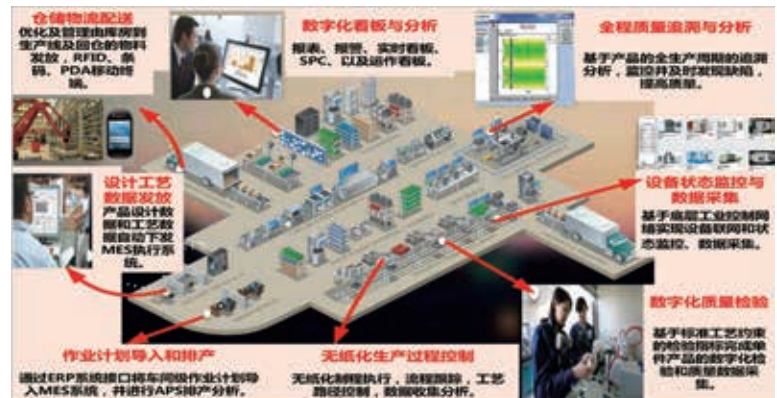 仓储物流配送
优化及管理由库房到
生产线及回仓的物料
发放，RFID、条
码、PDA移动终
端。
数字化看板与分析
报表、报警、实时看板、
SPC、以及运作看板。
全程质量追溯与分析
基于产品的全生产周期的追溯
分析，监控并及时发现缺陷，
提高质量。
设计工艺
数据发放
产品设计数
据和工艺数
据自动下发
MES执行系
统。
设备状态监控与
数据采集
基于底层工业控制网
络实现设备联网和状
态监控、数据采集。
作业计划导入和排产
通过ERP系统接口将车间级作业计划导
入MES系统，并进行APS排产分析。
无纸化生产过程控制
无纸化制程执行，流程跟踪，工艺
路径控制，数据收集分析。
数字化质量检验
基于标准工艺约束
的检验指标完成单
件产品的数字化检
验和质量数据采
集。